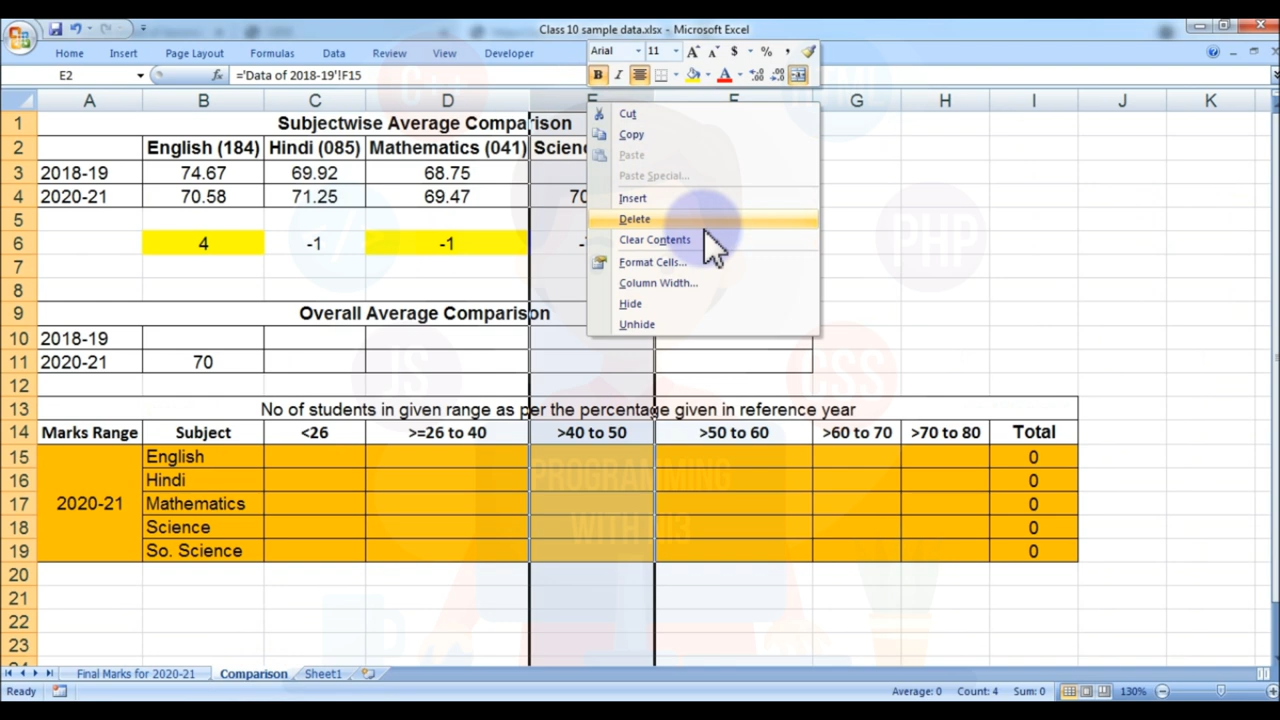 Class 10 sample data.xlsx - Microsoft Excel
Home Insert Page Layout Formulas Data Review View Developer
Arial 11 A A $ % ,
B I A
E2 fx ='Data of 2018-19'!F15
A B C D E F G H I J K
1 Subjectwise Average Comparison
2 English (184) Hindi (085) Mathematics (041)
3 2018-19 74.67 69.92 68.75
4 2020-21 70.58 71.25 69.47
5
6 4 -1 -1
7
8
9 Overall Average Comparison
10 2018-19
11 2020-21 70
12
13 No of students in given range as per the percentage given in reference year
14 Marks Range Subject <26 >=26 to 40 >40 to 50 >50 to 60 >60 to 70 >70 to 80 Total
15 English 0
16 Hindi 0
17 2020-21 Mathematics 0
18 Science 0
19 So. Science 0
20
21
22
23
Cut
Copy
Paste
Paste Special...
Insert
Delete
Clear Contents
Format Cells...
Column Width...
Hide
Unhide
PHP
JS
CSS
PROGRAMMING
Final Marks for 2020-21 Comparison Sheet1
Ready Average: 0 Count: 4 Sum: 0 130%